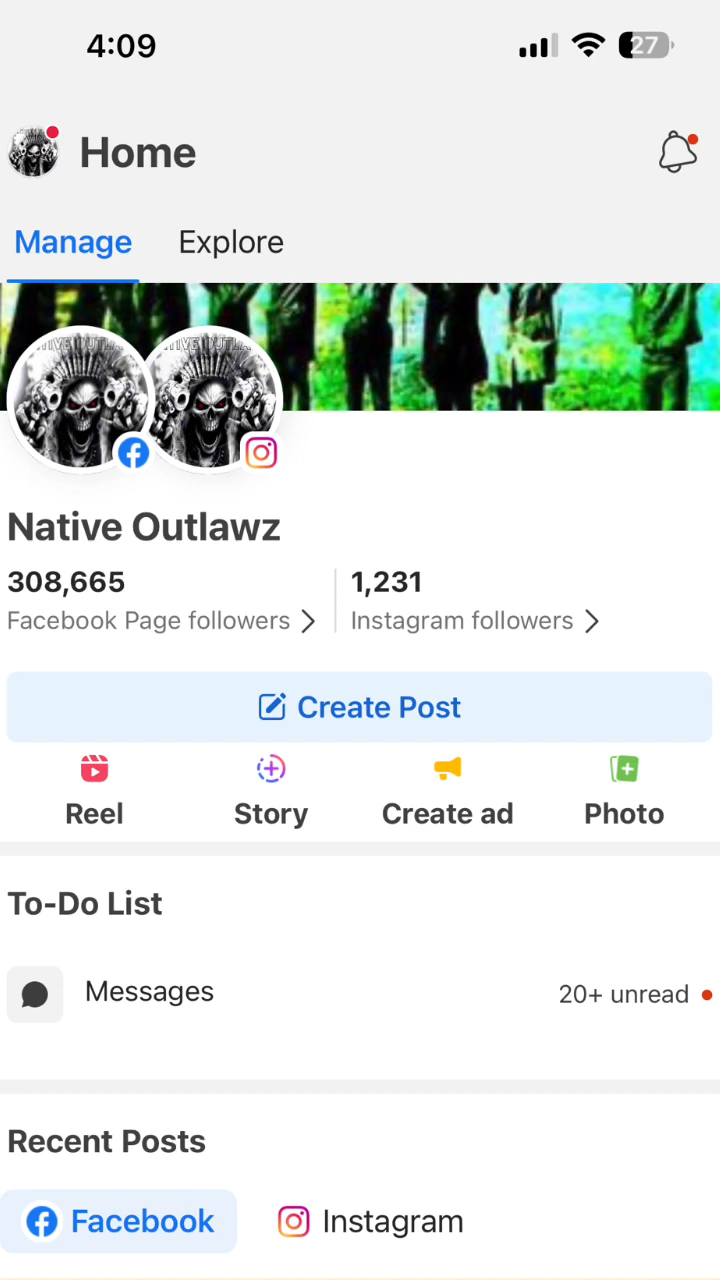 4:09
27
Home
Manage
Explore
Native Outlawz
308,665
Facebook Page followers
1,231
Instagram followers
Create Post
Reel
Story
Create ad
Photo
To-Do List
Messages
20+ unread
Recent Posts
Facebook
Instagram